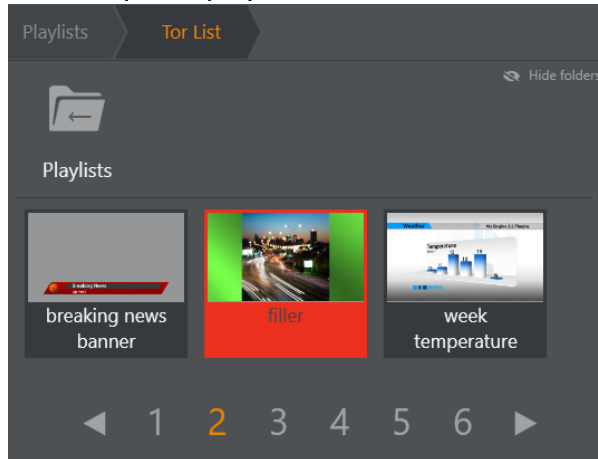 Playlists
Tor List
Hide folders
Playlists
Breaking News
Weather
Temperature
breaking news
banner
filler
week
temperature
1 2 3 4 5 6